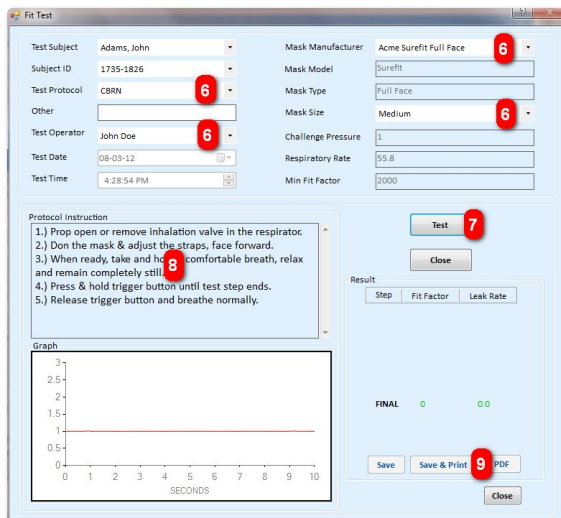 Fit Test
Test Subject Adams, John Mask Manufacturer Acme Surefit Full Face 6
Subject ID 1735-1826 Mask Model Surefit
Test Protocol CBRN 6 Mask Type Full Face
Other Mask Size Medium 6
Test Operator John Doe 6 Challenge Pressure 1
Test Date 08-03-12 Respiratory Rate 55.8
Test Time 4:28:54 PM Min Fit Factor 2000
Protocol Instruction
1.) Prop open or remove inhalation valve in the respirator.
2.) Don the mask & adjust the straps, face forward.
3.) When ready, take and comfortable breath, relax
and remain completely still.
8
4.) Press & hold trigger button until test step ends.
5.) Release trigger button and breathe normally.
Test 7
Close
Result
Step Fit Factor Leak Rate
FINAL 0 0.0
Save Save & Print 9 PDF
Close
Graph
3
2.5
2
1.5
1
0.5
0
0 1 2 3 4 5 6 7 8 9 10
SECONDS